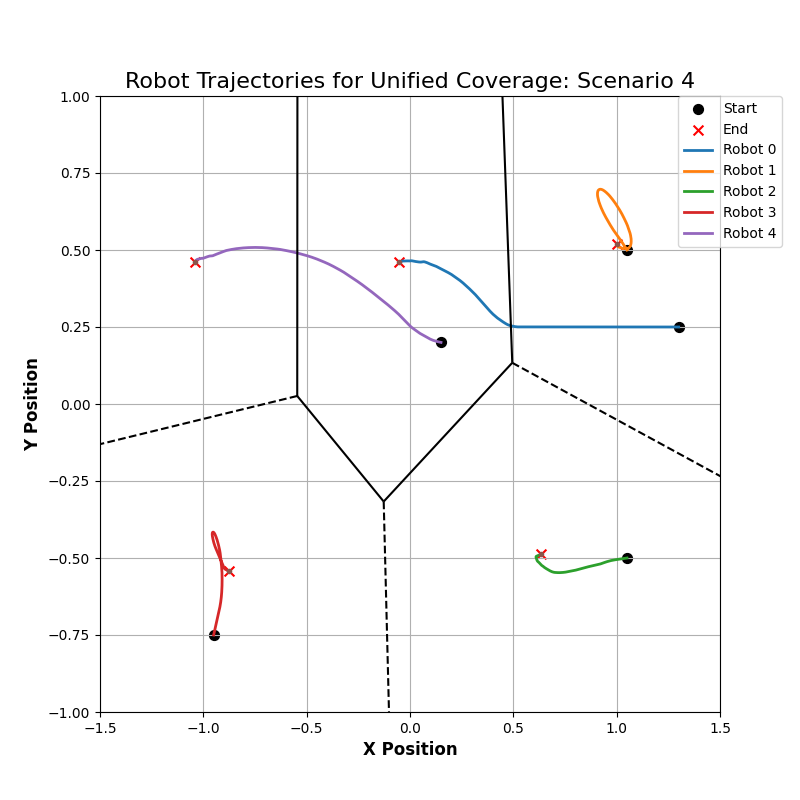 Robot Trajectories for Unified Coverage: Scenario 4
Start
End
Robot 0
Robot 1
Robot 2
Robot 3
Robot 4
1.00
0.75
0.50
0.25
0.00
−0.25
−0.50
−0.75
−1.00
Y Position
−1.5
−1.0
−0.5
0.0
0.5
1.0
1.5
X Position